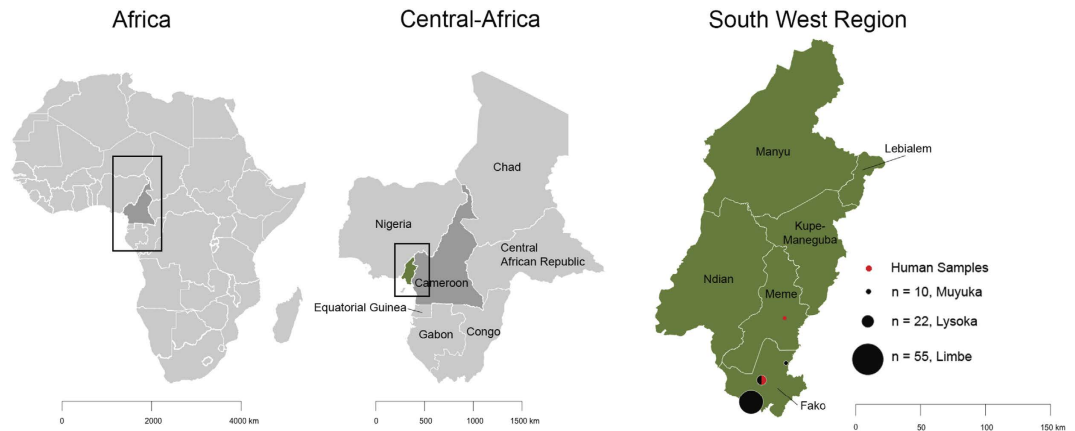 Africa
Central-Africa
South West Region
Chad
Nigeria
Central
African Republic
Cameroon
Equatorial Guinea
Gabon
Congo
Manyu
Lebialem
Kupe-
Maneguba
Ndian
Meme
Fako
Human Samples
n = 10, Muyuka
n = 22, Lysoka
n = 55, Limbe
0 2000 4000 km
0 500 1000 1500 km
0 50 100 150 km